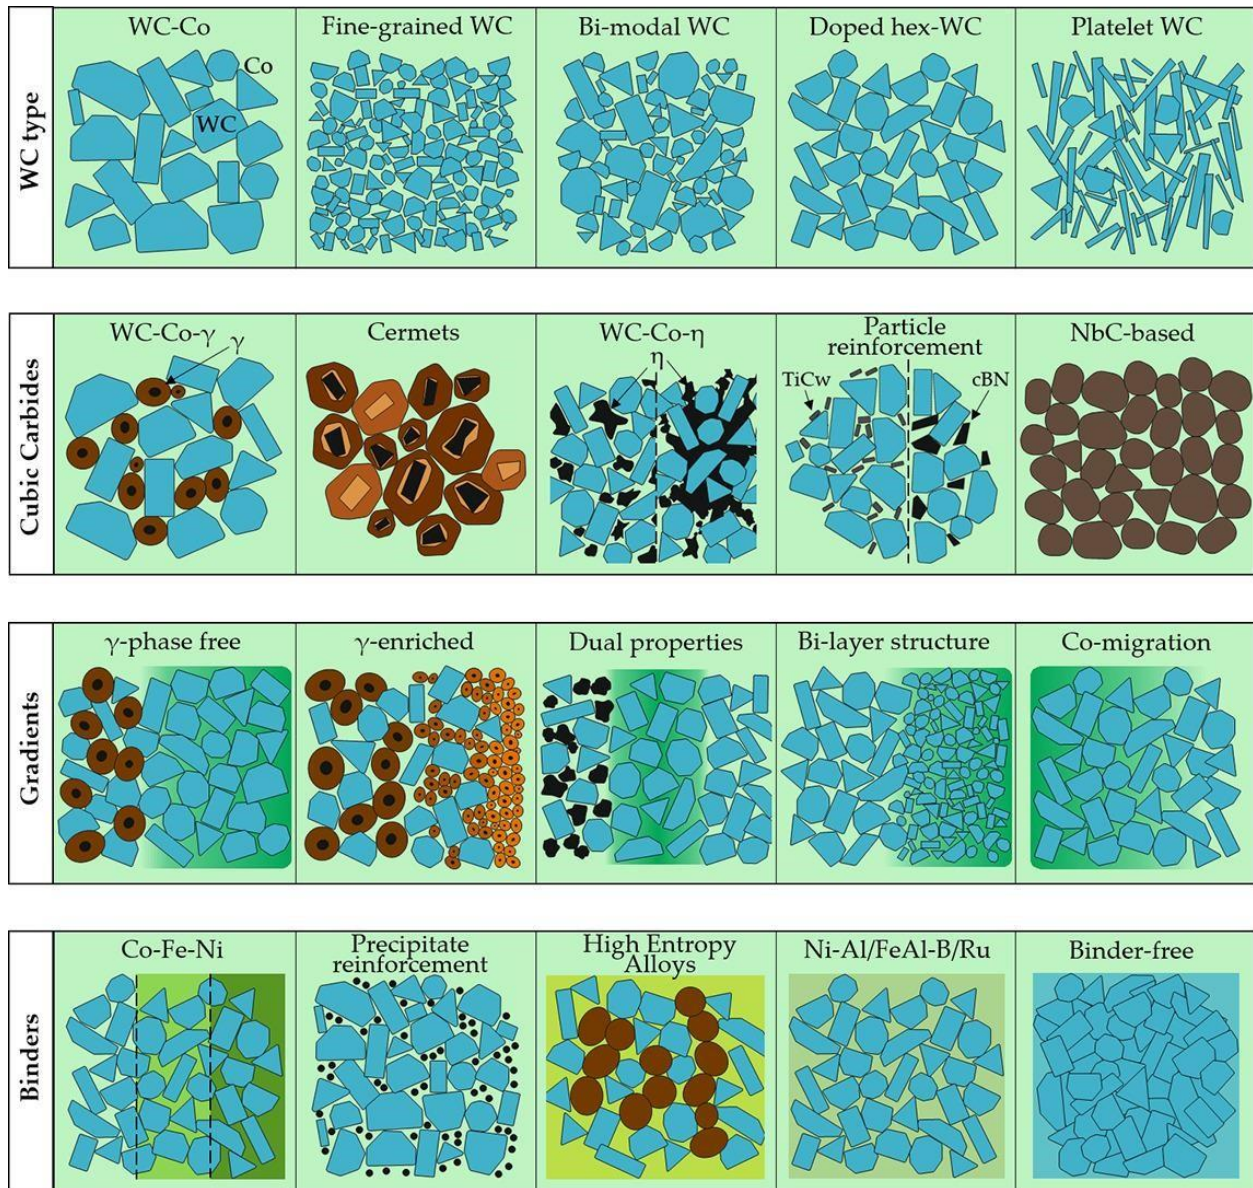 WC type
WC-Co
Co
WC
Fine-grained WC
Bi-modal WC
Doped hex-WC
Platelet WC
Cubic Carbides
WC-Co-γ
γ
Cermets
WC-Co-η
η
Particle
reinforcement
TiCw
cBN
NbC-based
Gradients
γ-phase free
γ-enriched
Dual properties
Bi-layer structure
Co-migration
Binders
Co-Fe-Ni
Precipitate
reinforcement
High Entropy
Alloys
Ni-Al/FeAl-B/Ru
Binder-free